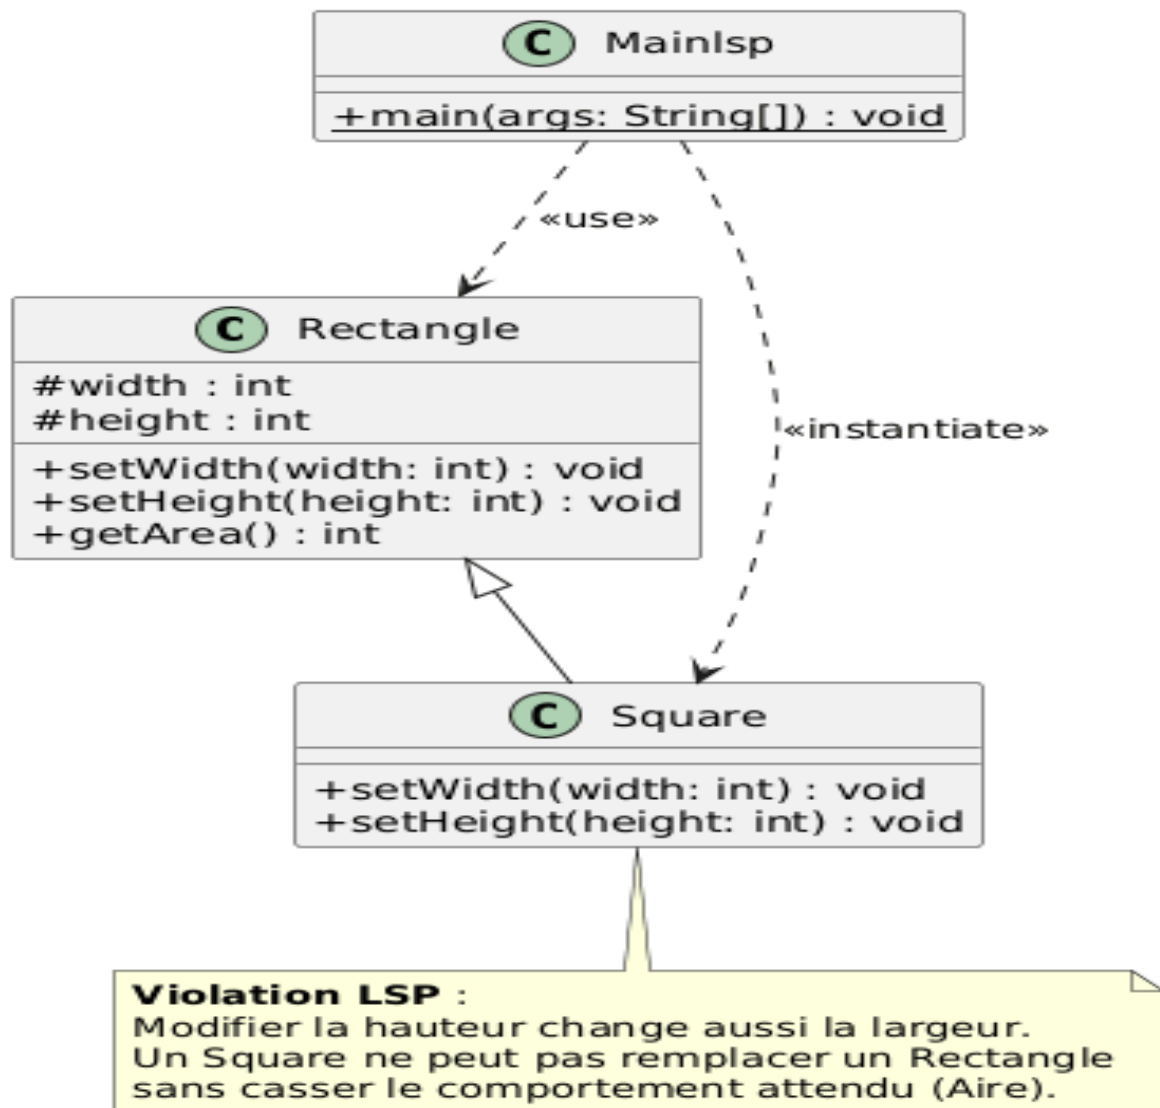 C Mainlsp
+main(args: String[]) : void
«use»
C Rectangle
#width : int
#height : int
«instantiate»
+setWidth(width: int) : void
+setHeight(height: int) : void
+getArea() : int
C Square
+setWidth(width: int) : void
+setHeight(height: int) : void
Violation LSP :
Modifier la hauteur change aussi la largeur.
Un Square ne peut pas remplacer un Rectangle
sans casser le comportement attendu (Aire).